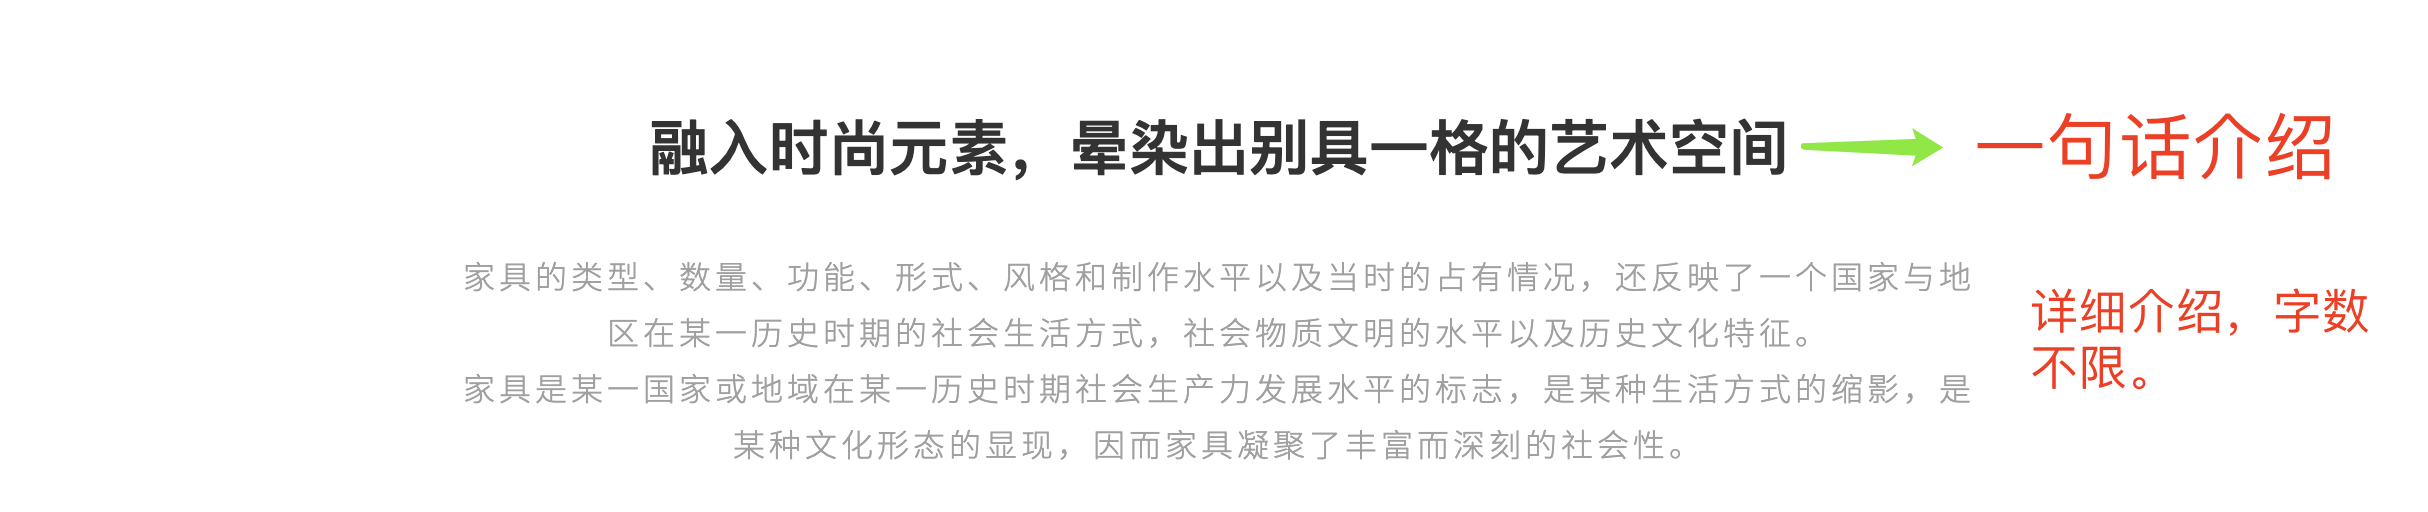 融入时尚元素，晕染出别具一格的艺术空间
一句话介绍
家具的类型、数量、功能、形式、风格和制作水平以及当时的占有情况，还反映了一个国家与地
区在某一历史时期的社会生活方式，社会物质文明的水平以及历史文化特征。
家具是某一国家或地域在某一历史时期社会生产力发展水平的标志，是某种生活方式的缩影，是
某种文化形态的显现，因而家具凝聚了丰富而深刻的社会性。
详细介绍，字数
不限。